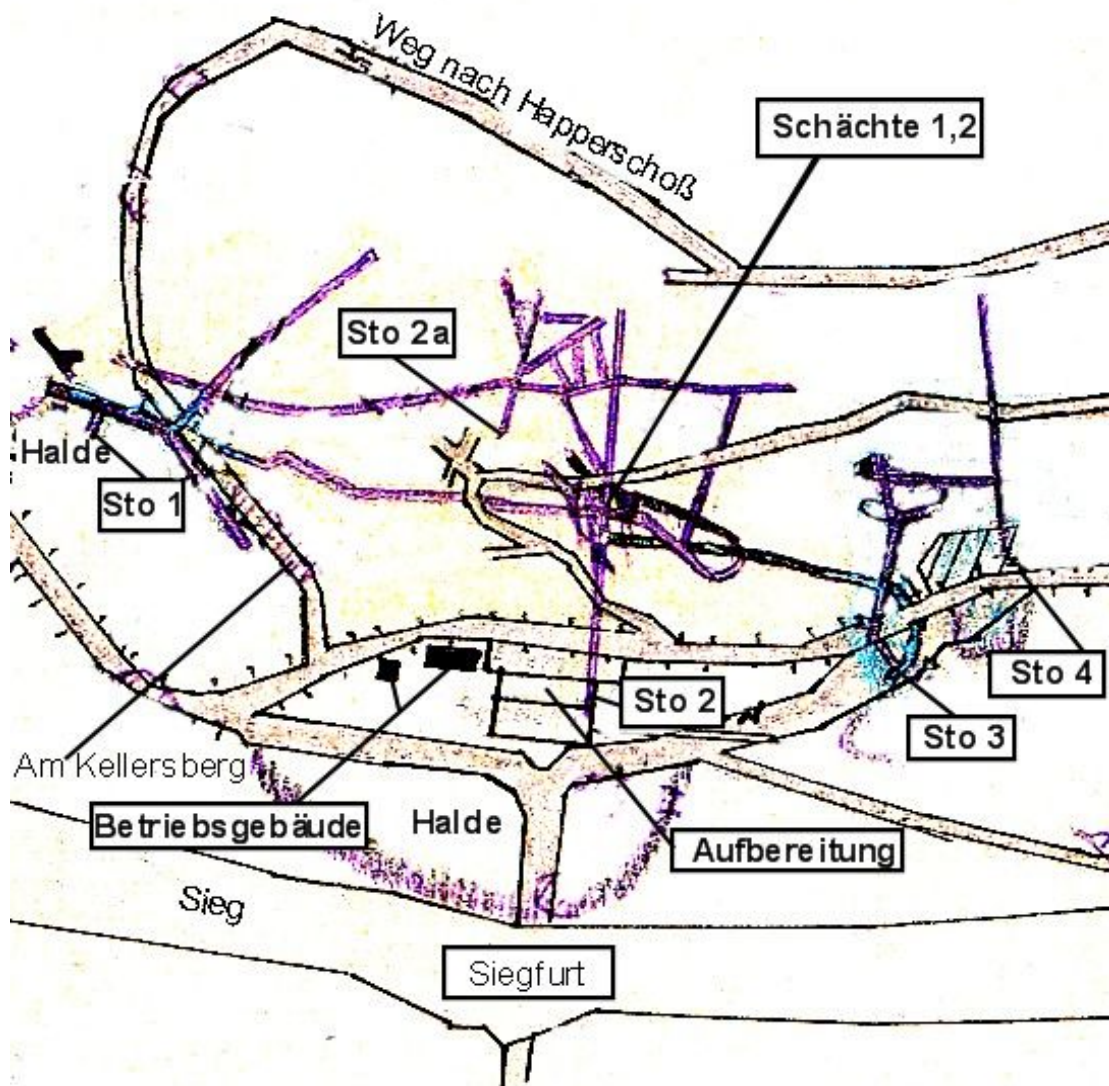 Weg nach Happerschoß
Schächte 1,2
Sto 2a
Halde
Sto 1
Sto 2
Sto 4
Sto 3
Am Kellersberg
Betriebsgebäude
Halde
Aufbereitung
Sieg
Siegfurt